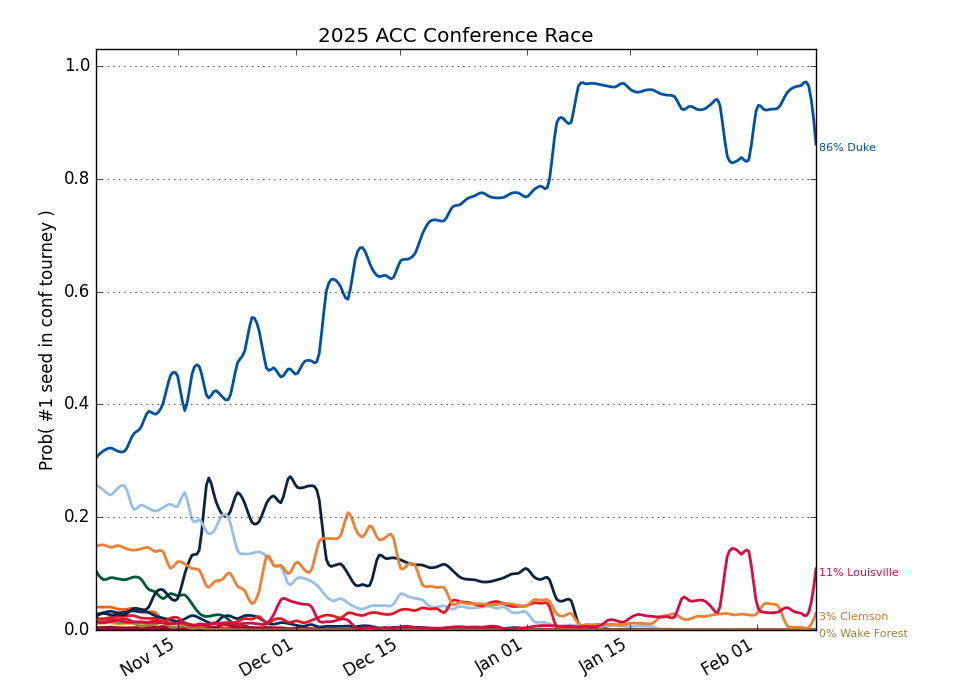 2025 ACC Conference Race
Prob( #1 seed in conf tourney )
1.0
0.8
0.6
0.4
0.2
0.0
Nov 15
Dec 01
Dec 15
Jan 01
Jan 15
Feb 01
86% Duke
11% Louisville
3% Clemson
0% Wake Forest